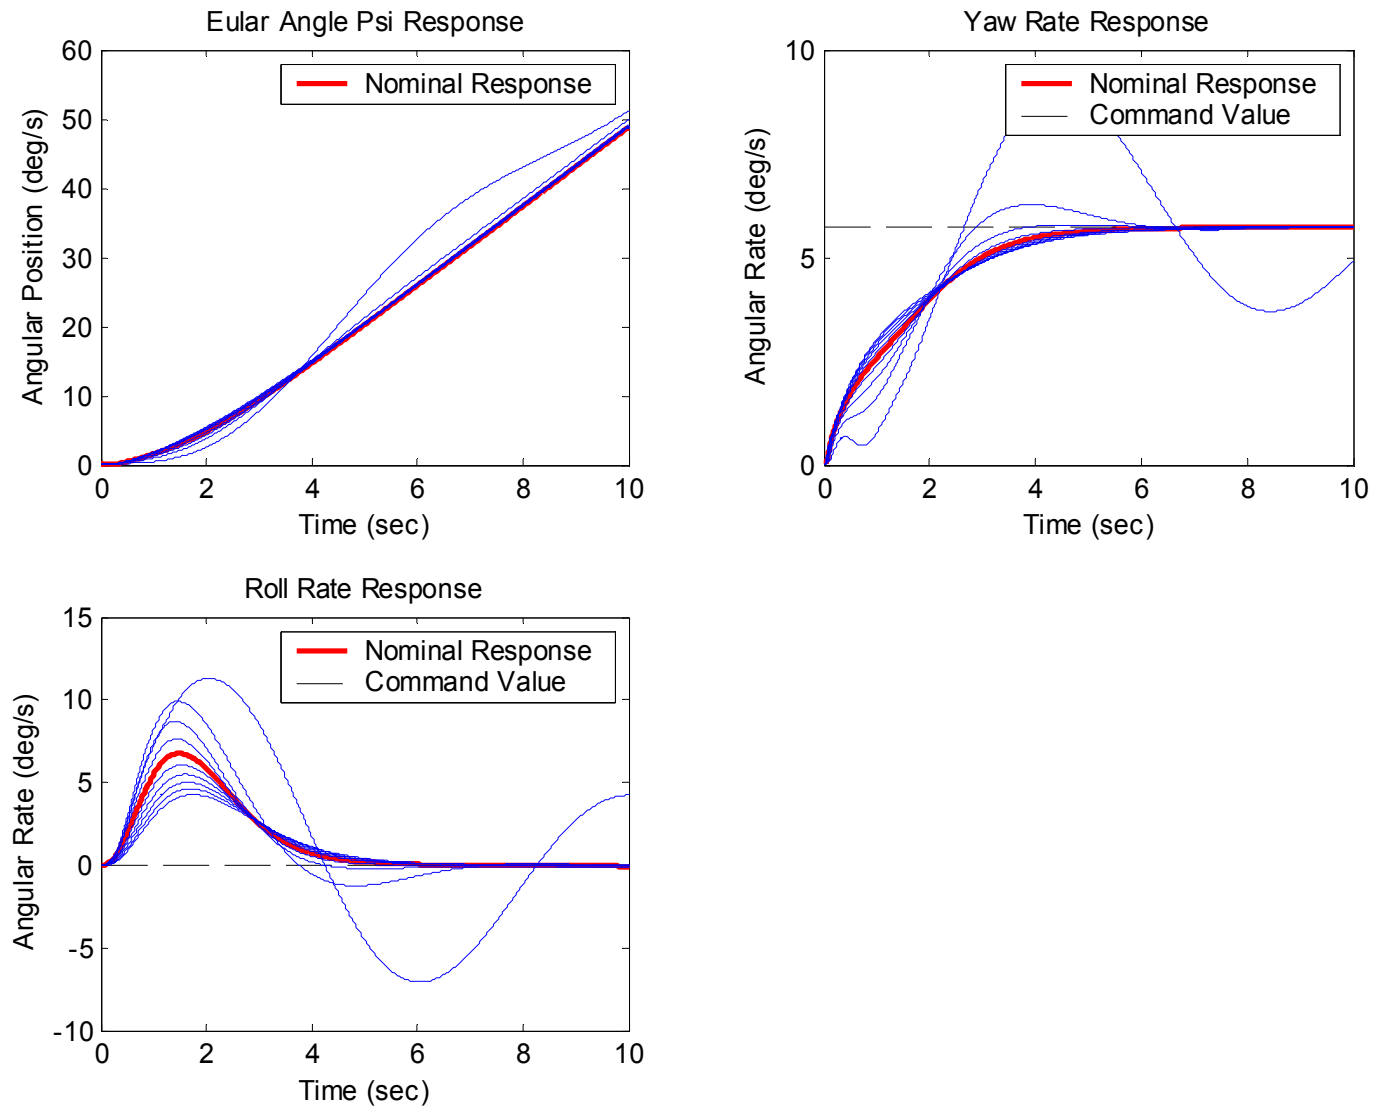 Eular Angle Psi Response
60
50
40
30
20
10
0
0 2 4 6 8 10
Angular Position (deg/s)
Time (sec)
Nominal Response
Yaw Rate Response
10
5
0
0 2 4 6 8 10
Angular Rate (deg/s)
Time (sec)
Nominal Response
Command Value
Roll Rate Response
15
10
5
0
-5
-10
0 2 4 6 8 10
Angular Rate (deg/s)
Time (sec)
Nominal Response
Command Value